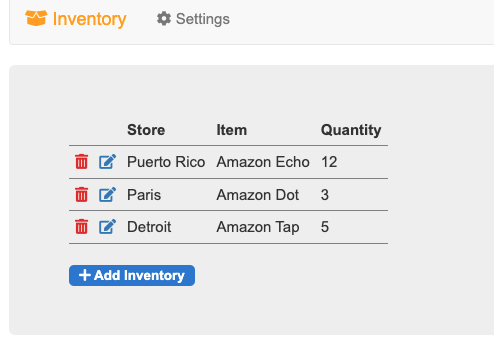 Inventory Settings
Store Item Quantity
Puerto Rico Amazon Echo 12
Paris Amazon Dot 3
Detroit Amazon Tap 5
Add Inventory